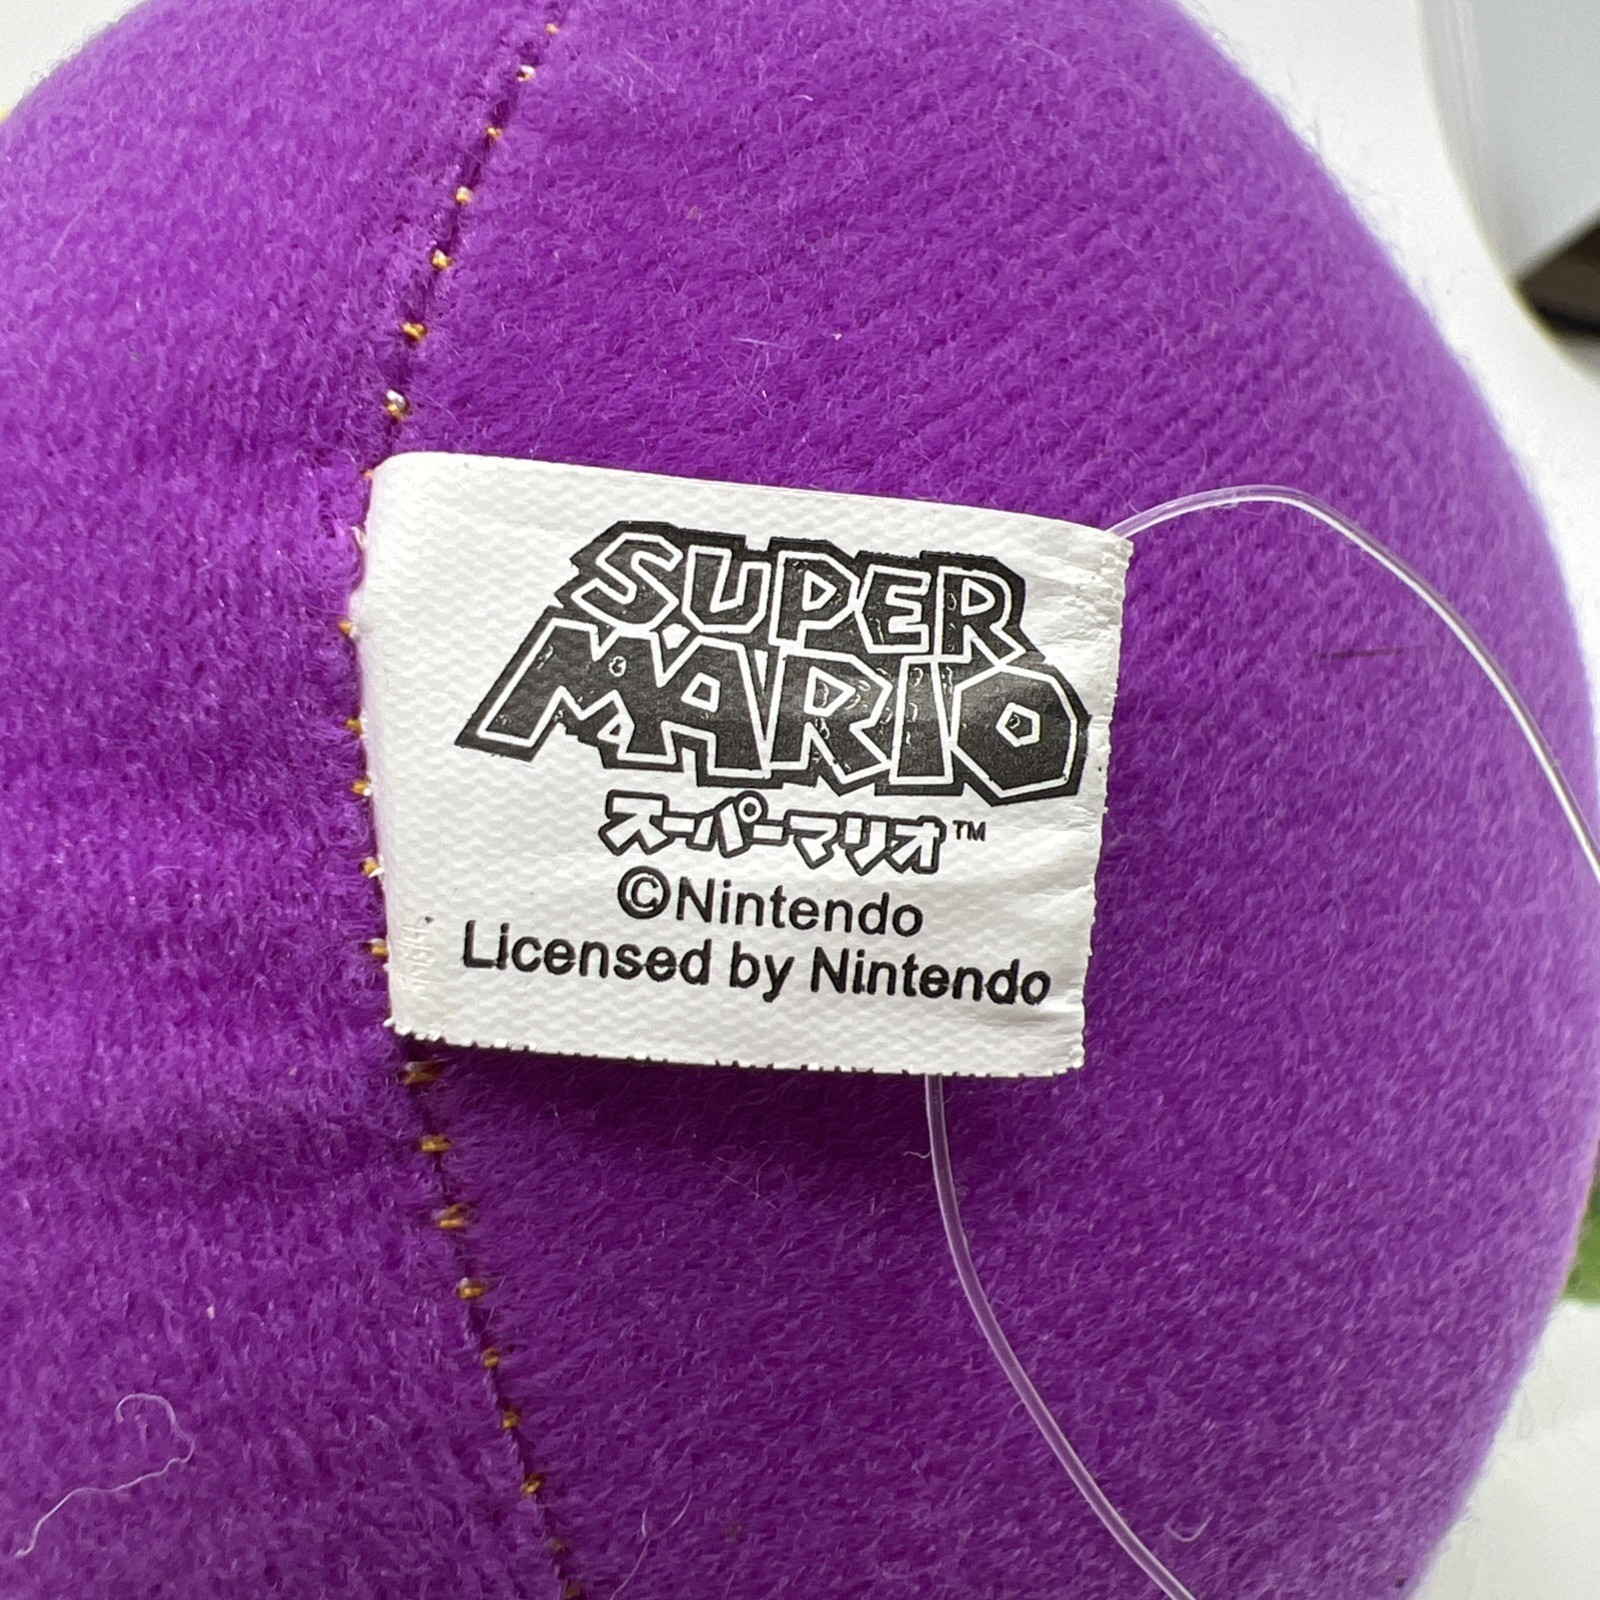 SUPER
MARIO
スーパーマリオ™
©Nintendo
Licensed by Nintendo